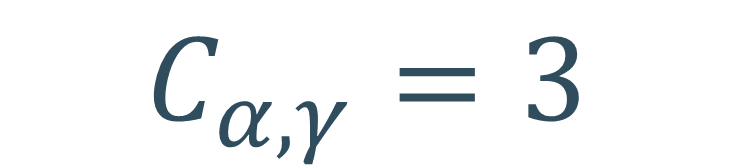 C_{α,γ} = 3